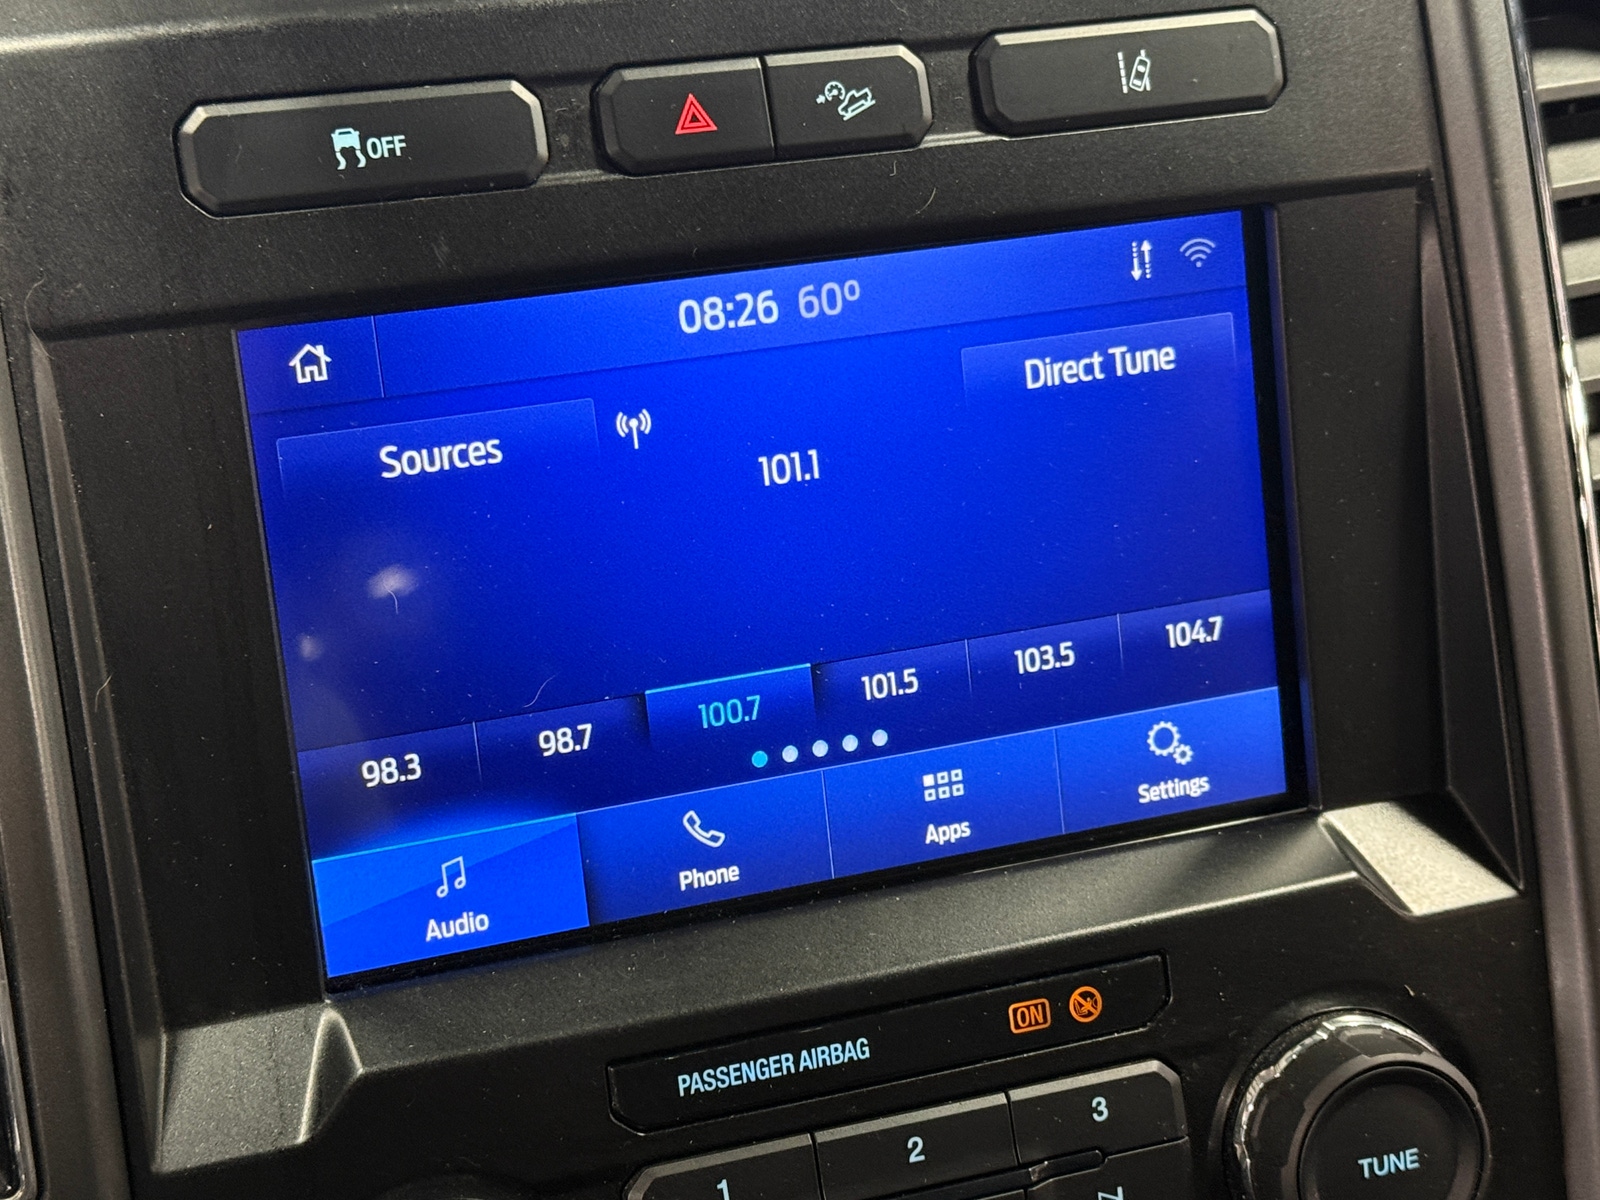 OFF
08:26 60°
Direct Tune
Sources
101.1
98.3 98.7 100.7 101.5 103.5 104.7
Audio Phone Apps Settings
PASSENGER AIRBAG ON
1 2 3
TUNE